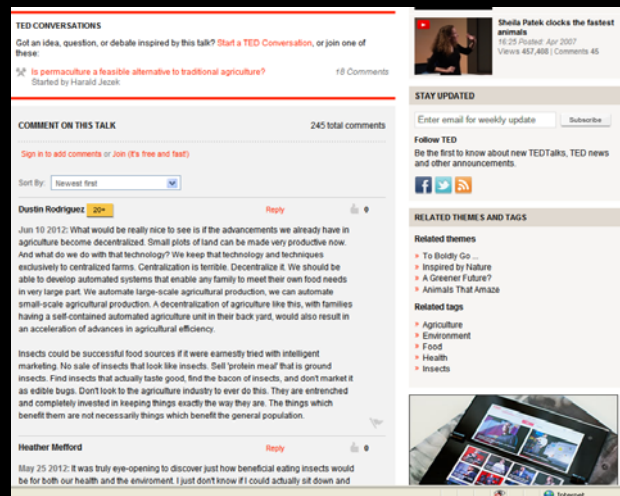 TED CONVERSATIONS
Got an idea, question, or debate inspired by this talk? Start a TED Conversation, or join one of
these:
Is permaculture a feasible alternative to traditional agriculture?
18 Comments
Started by Harald Jezek
COMMENT ON THIS TALK
245 total comments
Sign in to add comments or Join (It's free and fast!)
Sort By: Newest first
Dustin Rodriguez 20+ Reply 0
Jun 10 2012: What would be really nice to see is if the advancements we already have in
agriculture become decentralized. Small plots of land can be made very productive now.
And what do we do with that technology? We keep that technology and techniques
exclusively to centralized farms. Centralization is terrible. Decentralize it. We should be
able to develop automated systems that enable any family to meet their own food needs
in very large part. We automate large-scale agricultural production, we can automate
small-scale agricultural production. A decentralization of agriculture like this, with families
having a self-contained automated agriculture unit in their back yard, would also result in
an acceleration of advances in agricultural efficiency.
Insects could be successful food sources if it were earnestly tried with intelligent
marketing. No sale of insects that look like insects. Sell 'protein meal' that is ground
insects. Find insects that actually taste good, find the bacon of insects, and don't market it
as edible bugs. Don't look to the agriculture industry to ever do this. They are entrenched
and completely invested in keeping things exactly the way they are. The things which
benefit them are not necessarily things which benefit the general population.
Heather Mefford Reply 0
May 25 2012: It was truly eye-opening to discover just how beneficial eating insects would
be for both our health and the enviroment. I just don't know if I could actually sit down and
Sheila Patek clocks the fastest
animals
16:25 Posted: Apr 2007
Views 457,408 | Comments 45
STAY UPDATED
Enter email for weekly update Subscribe
Follow TED
Be the first to know about new TEDTalks, TED news
and other announcements.
RELATED THEMES AND TAGS
Related themes
To Boldly Go ...
Inspired by Nature
A Greener Future?
Animals That Amaze
Related tags
Agriculture
Environment
Food
Health
Insects
Internet